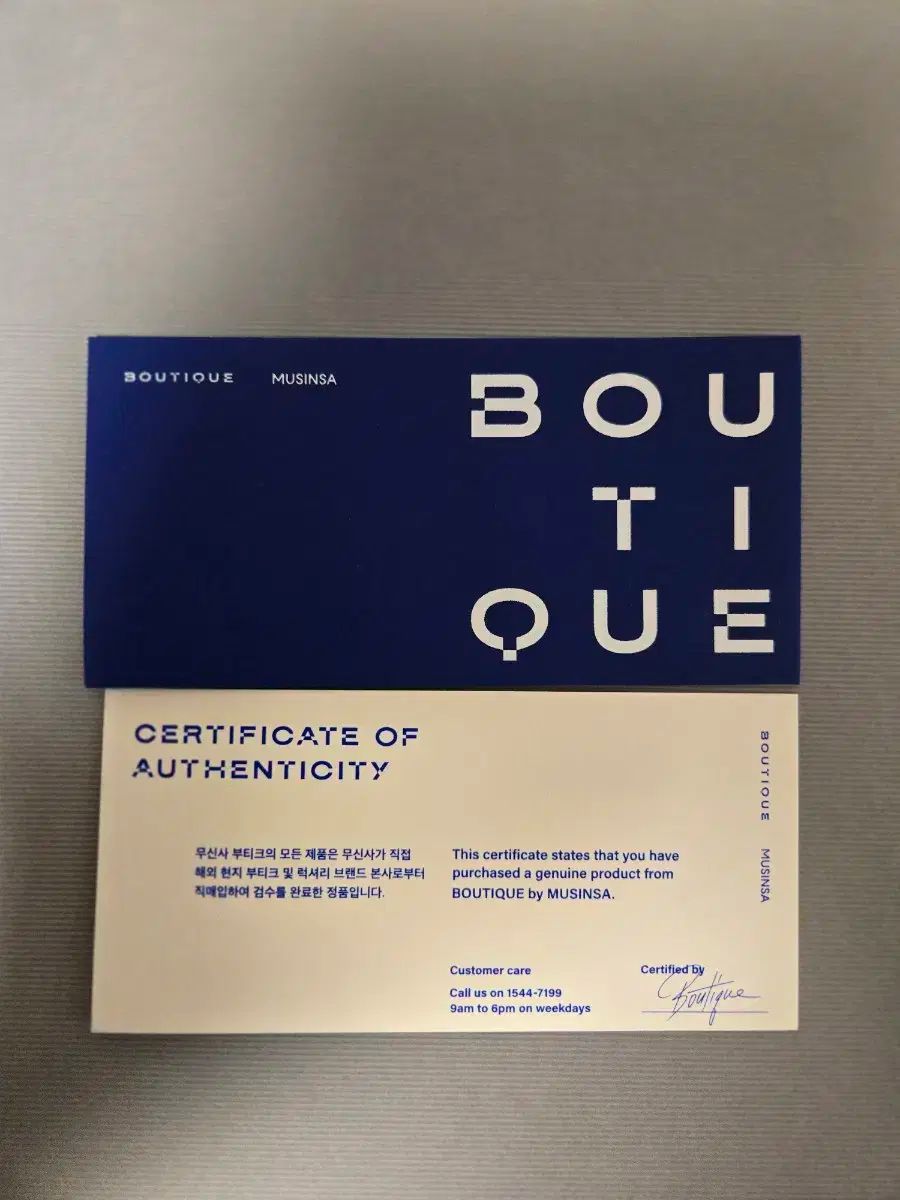 BOUTIQUE MUSINSA
BOU
TI
QUE
CERTIFICATE OF
AUTHENTICITY
BOUTIQUE MUSINSA
무신사 부티크의 모든 제품은 무신사가 직접
해외 현지 부티크 및 럭셔리 브랜드 본사로부터
직매입하여 검수를 완료한 정품입니다.
This certificate states that you have
purchased a genuine product from
BOUTIQUE by MUSINSA.
Customer care
Call us on 1544-7199
9am to 6pm on weekdays
Certified by
Boutique